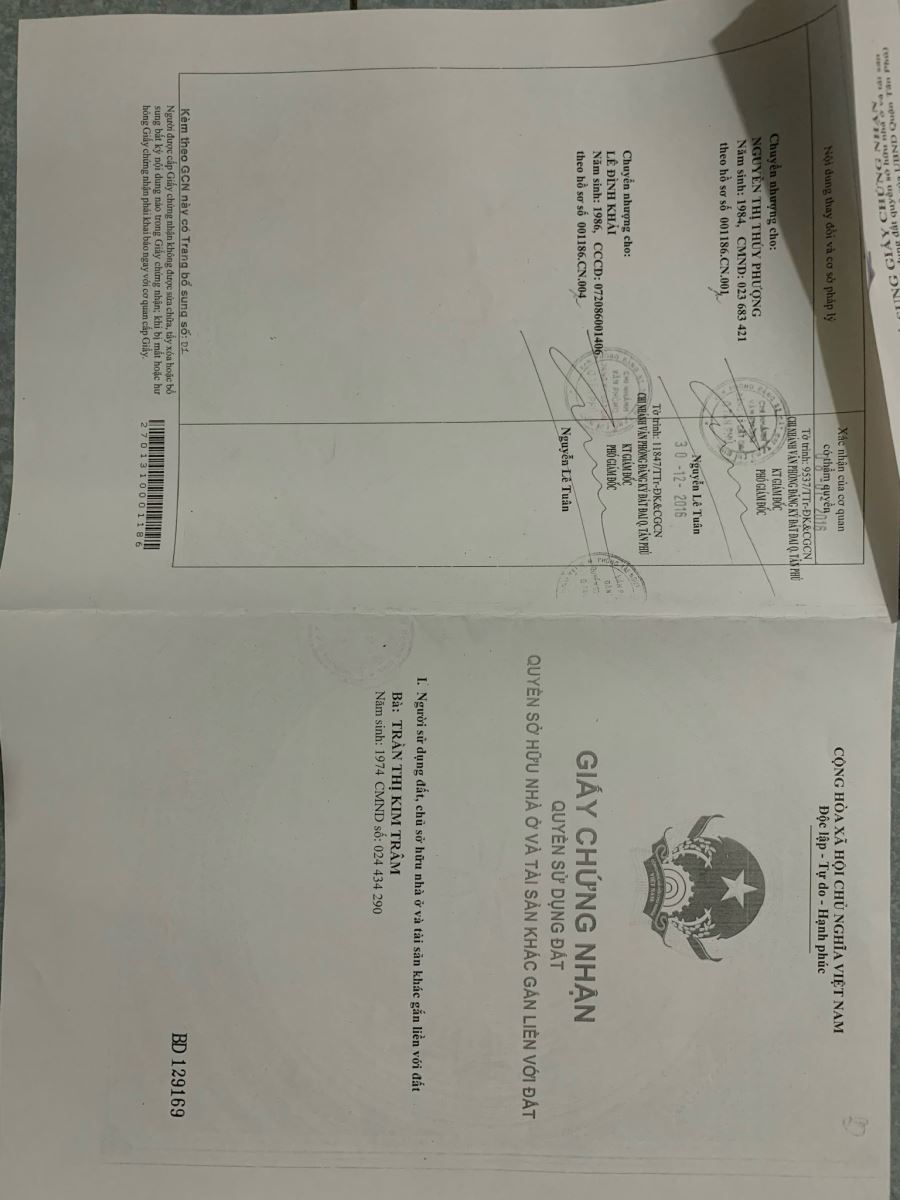 CỘNG HÒA XÃ HỘI CHỦ NGHĨA VIỆT NAM
Độc lập - Tự do - Hạnh phúc
VIỆT NAM
GIẤY CHỨNG NHẬN
QUYỀN SỬ DỤNG ĐẤT
QUYỀN SỞ HỮU NHÀ Ở VÀ TÀI SẢN KHÁC GẮN LIỀN VỚI ĐẤT
I. Người sử dụng đất, chủ sở hữu nhà ở và tài sản khác gắn liền với đất
Bà: TRẦN THỊ KIM TRÂM
Năm sinh: 1974 CMND số: 024 434 290
BD 129169
Nội dung thay đổi và cơ sở pháp lý
Xác nhận của cơ quan
có thẩm quyền
2016
Chuyển nhượng cho:
NGUYỄN THỊ THÚY PHƯỢNG
Năm sinh: 1984, CMND: 023 683 421
theo hồ sơ số 001186.CN.001
Tờ trình: 9537/TTr-ĐK&CGCN
CHI NHÁNH VĂN PHÒNG ĐĂNG KÝ ĐẤT ĐAI Q. TÂN PHÚ
KT GIÁM ĐỐC
PHÓ GIÁM ĐỐC
Nguyễn Lê Tuân
30-12-2016
Chuyển nhượng cho:
LÊ ĐÌNH KHẢI
Năm sinh: 1986, CCCD: 072086001406
theo hồ sơ số 001186.CN.004
Tờ trình: 11847/TTr-ĐK&CGCN
CHI NHÁNH VĂN PHÒNG ĐĂNG KÝ ĐẤT ĐAI Q. TÂN PHÚ
KT GIÁM ĐỐC
PHÓ GIÁM ĐỐC
Nguyễn Lê Tuân
Kèm theo GCN này có Trang bổ sung số: 01
Người được cấp Giấy chứng nhận không được sửa chữa, tẩy xóa hoặc bổ
sung bất kỳ nội dung nào trong Giấy chứng nhận; khi bị mất hoặc hư
hỏng Giấy chứng nhận phải khai báo ngay với cơ quan cấp Giấy.
2701310001186